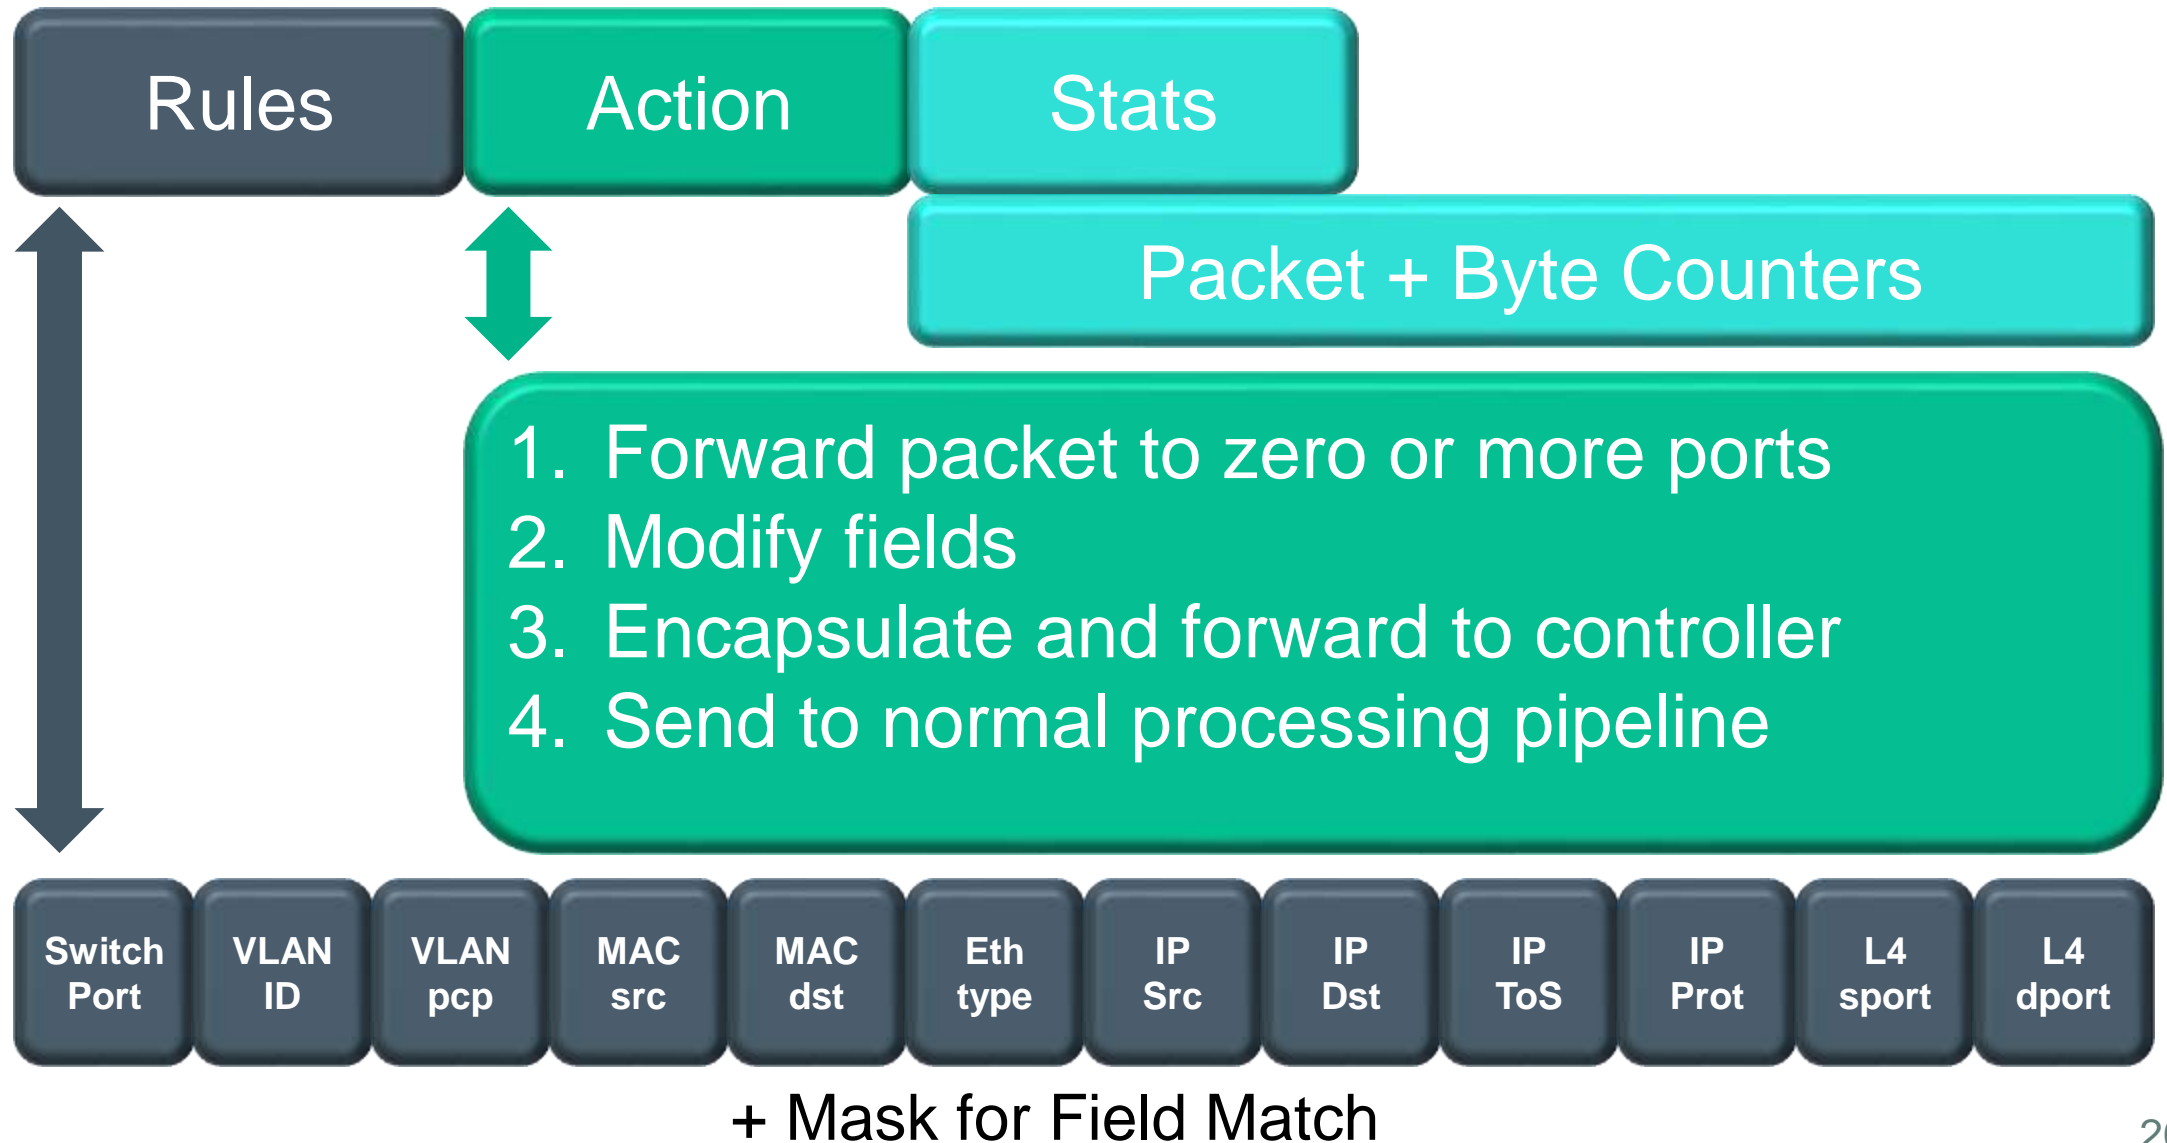 Rules
Action
Stats
Packet + Byte Counters
1. Forward packet to zero or more ports
2. Modify fields
3. Encapsulate and forward to controller
4. Send to normal processing pipeline
Switch Port
VLAN ID
VLAN pcp
MAC src
MAC dst
Eth type
IP Src
IP Dst
IP ToS
IP Prot
L4 sport
L4 dport
+ Mask for Field Match